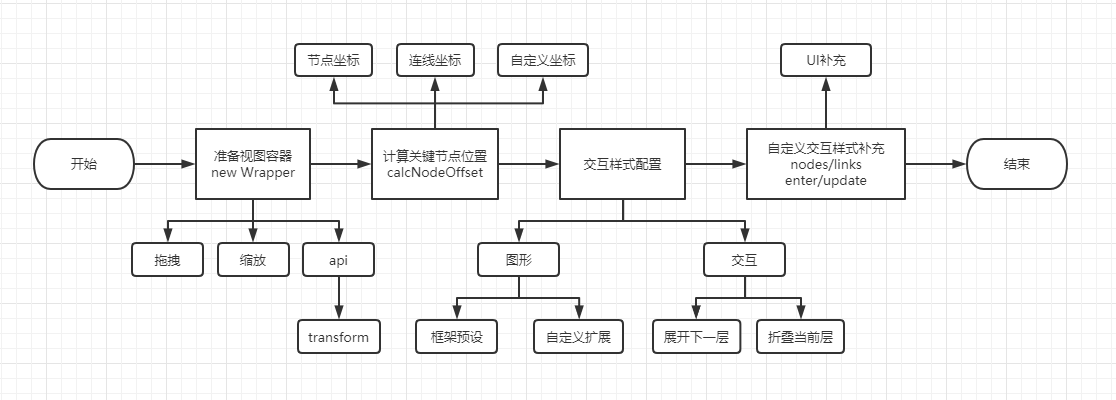 节点坐标
连线坐标
自定义坐标
UI补充
开始
准备视图容器
new Wrapper
计算关键节点位置
calcNodeOffset
交互样式配置
自定义交互样式补充
nodes/links
enter/update
结束
拖拽
缩放
api
图形
交互
transform
框架预设
自定义扩展
展开下一层
折叠当前层